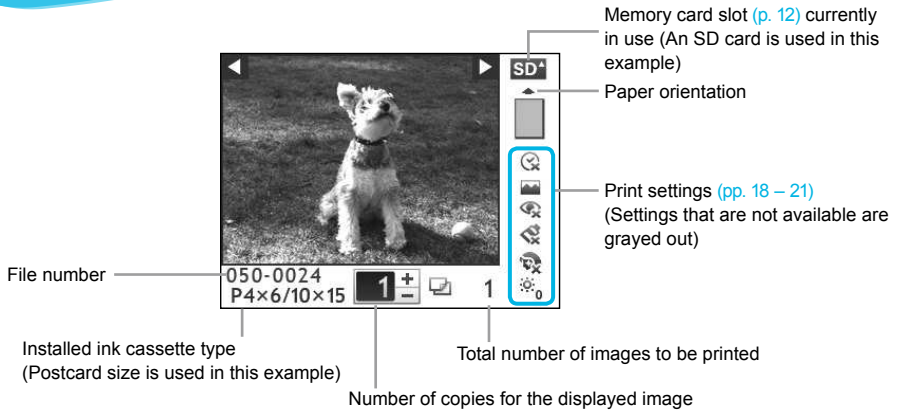 Memory card slot (p. 12) currently
in use (An SD card is used in this
example)
SD
Paper orientation
Print settings (pp. 18 – 21)
(Settings that are not available are
grayed out)
File number
050-0024
P4×6/10×15
1
+
−
1
0
Installed ink cassette type
(Postcard size is used in this example)
Total number of images to be printed
Number of copies for the displayed image